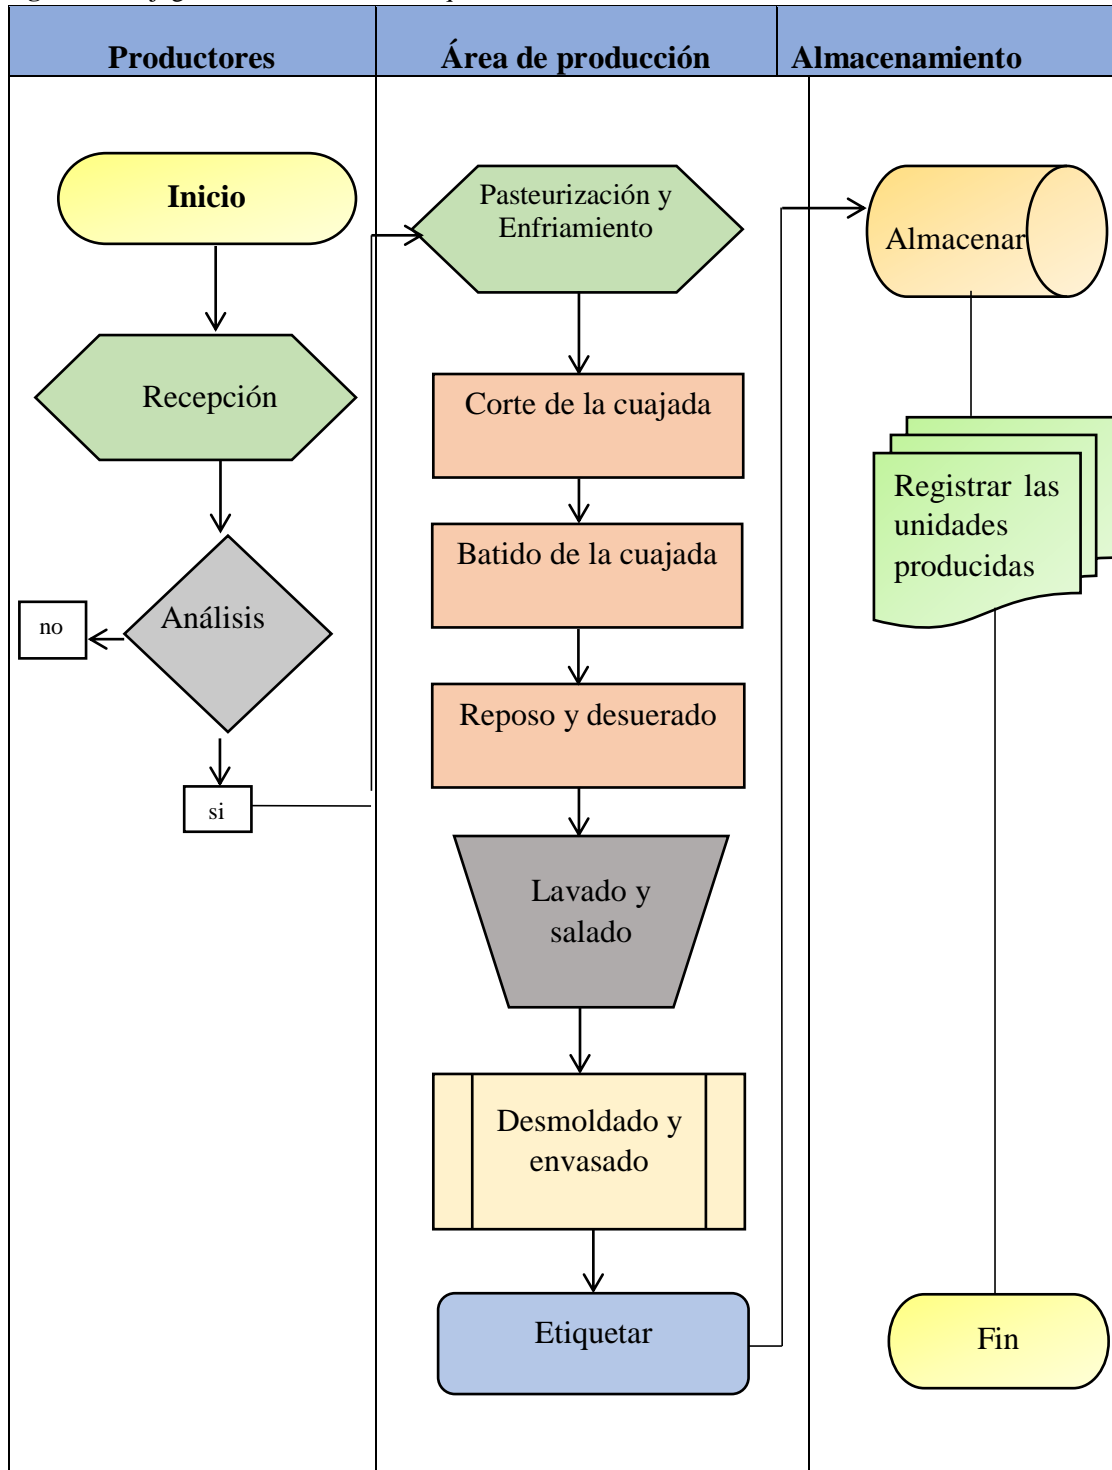 Productores
Área de producción
Almacenamiento
Inicio
Recepción
Análisis
no
si
Pasteurización y
Enfriamiento
Corte de la cuajada
Batido de la cuajada
Reposo y desuerado
Lavado y
salado
Desmoldado y
envasado
Etiquetar
Almacenar
Registrar las
unidades
producidas
Fin